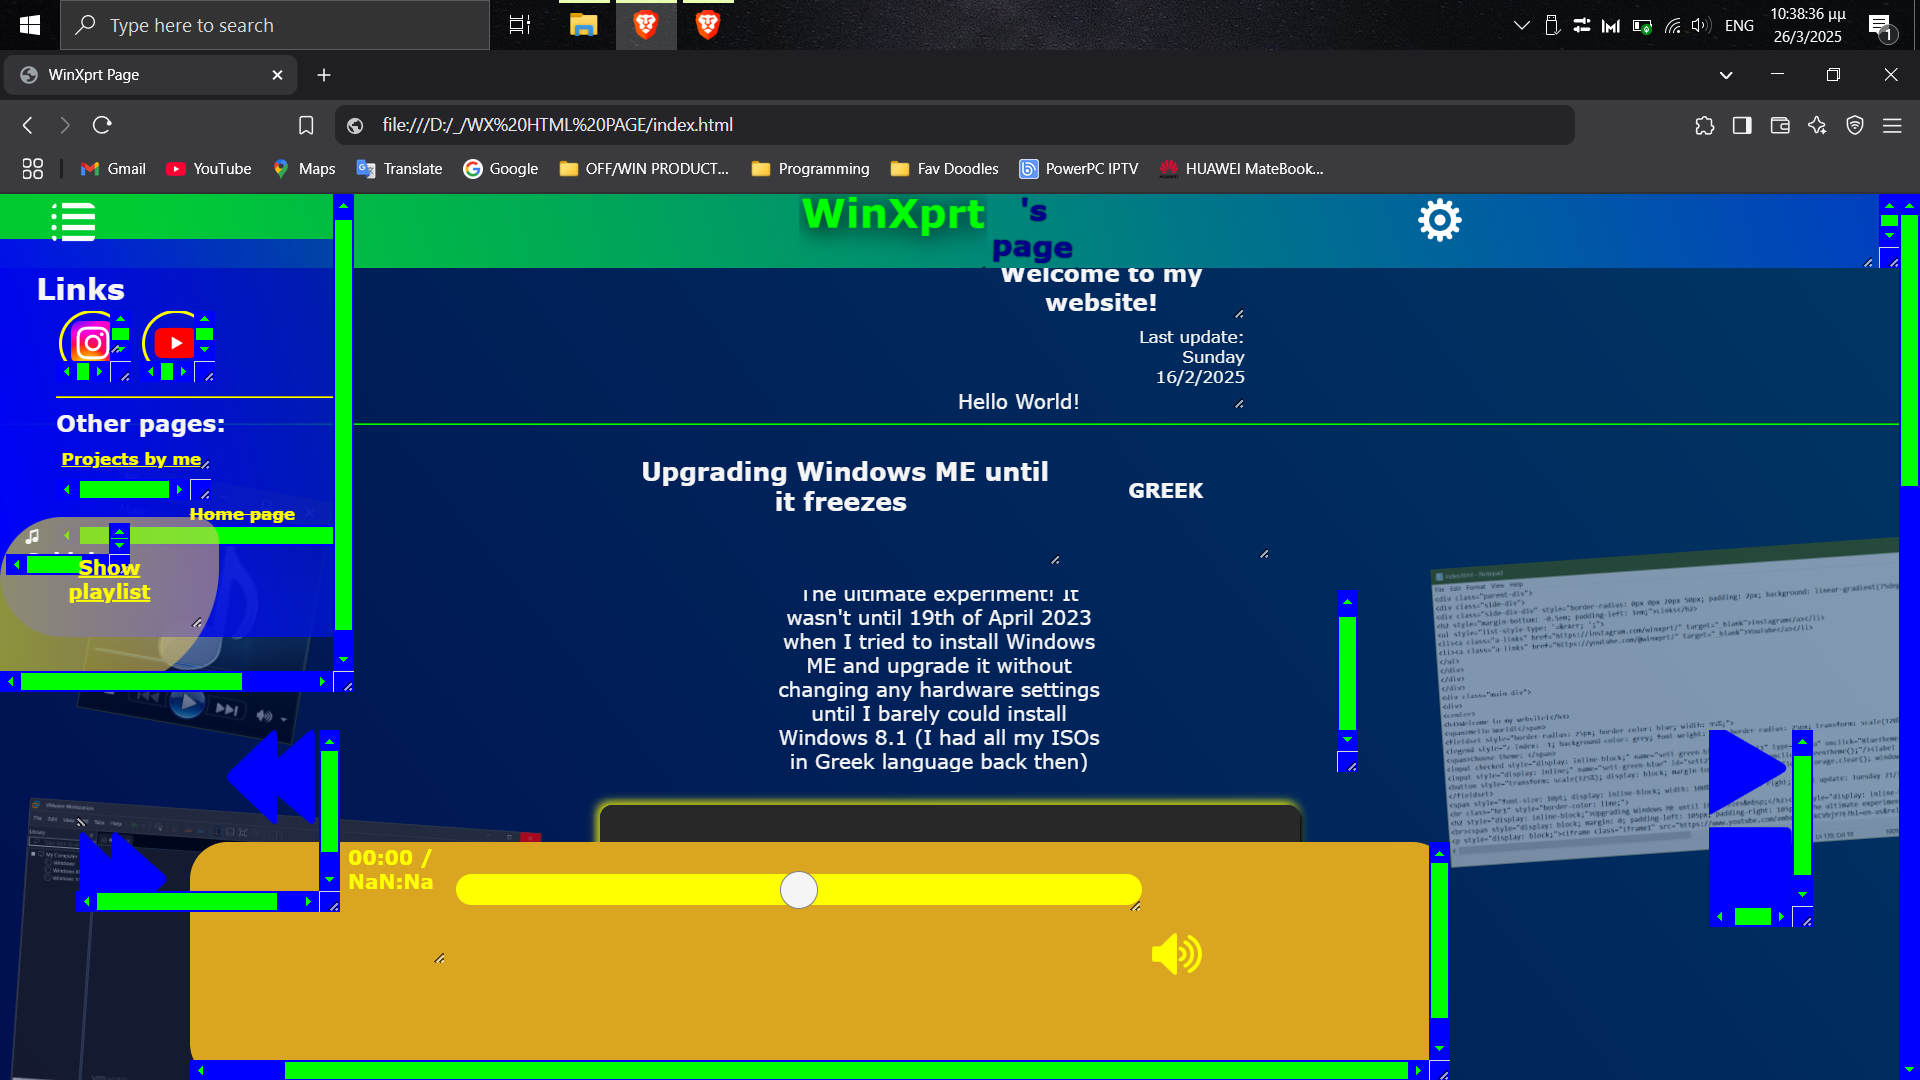 Type here to search
ENG
10:38:36 μμ
26/3/2025
1
WinXprt Page
file:///D:/_/WX%20HTML%20PAGE/index.html
Gmail
YouTube
Maps
Translate
Google
OFF/WIN PRODUCT...
Programming
Fav Doodles
PowerPC IPTV
HUAWEI MateBook...
WinXprt 's
page
Links
Other pages:
Projects by me
Home page
Show
playlist
Welcome to my
website!
Last update:
Sunday
16/2/2025
Hello World!
Upgrading Windows ME until
it freezes
GREEK
The ultimate experiment! It
wasn't until 19th of April 2023
when I tried to install Windows
ME and upgrade it without
changing any hardware settings
until I barely could install
Windows 8.1 (I had all my ISOs
in Greek language back then)
00:00 /
NaN:Na